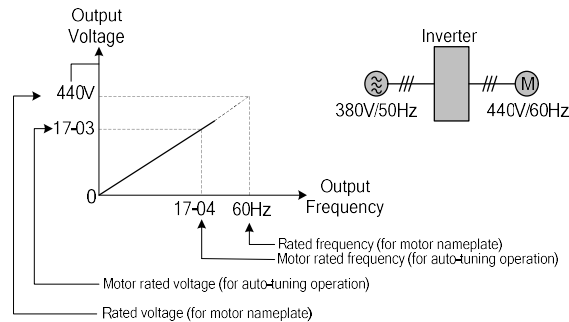 Output
Voltage
440V
17-03
0
17-04
60Hz
Output
Frequency
Inverter
M
380V/50Hz
440V/60Hz
Rated frequency (for motor nameplate)
Motor rated frequency (for auto-tuning operation)
Motor rated voltage (for auto-tuning operation)
Rated voltage (for motor nameplate)